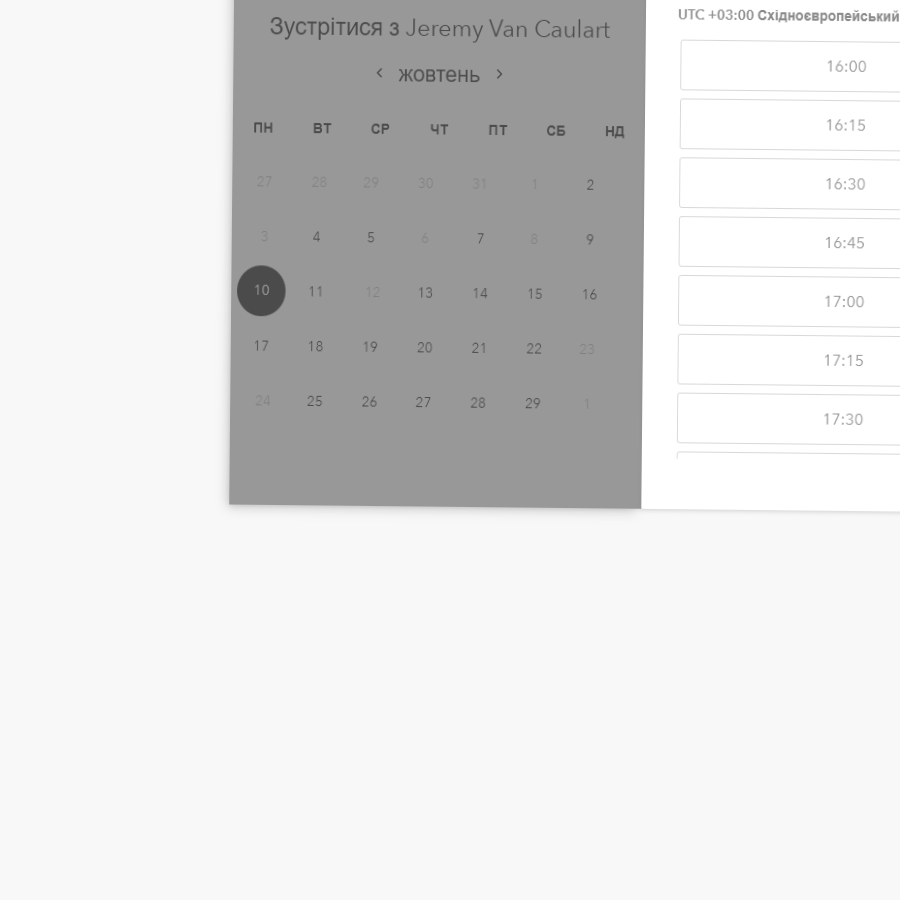 Зустрітися з Jeremy Van Caulart
‹ жовтень ›
ПН ВТ СР ЧТ ПТ СБ НД
27 28 29 30 31 1 2
3 4 5 6 7 8 9
10 11 12 13 14 15 16
17 18 19 20 21 22 23
24 25 26 27 28 29 1
UTC +03:00 Східноєвропейський
16:00
16:15
16:30
16:45
17:00
17:15
17:30